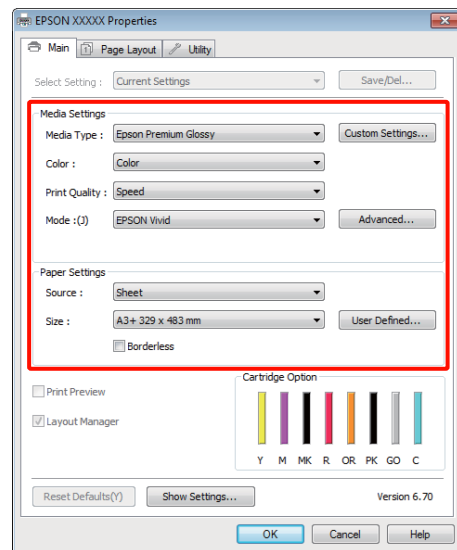 EPSON XXXXX Properties
Main
Page Layout
Utility
Select Setting : Current Settings Save/Del...
Media Settings
Media Type : Epson Premium Glossy Custom Settings...
Color : Color
Print Quality : Speed
Mode :(J) EPSON Vivid Advanced...
Paper Settings
Source : Sheet
Size : A3+ 329 x 483 mm User Defined...
Borderless
Print Preview
Layout Manager
Cartridge Option
Y M MK R OR PK GO C
Reset Defaults(Y) Show Settings... Version 6.70
OK Cancel Help